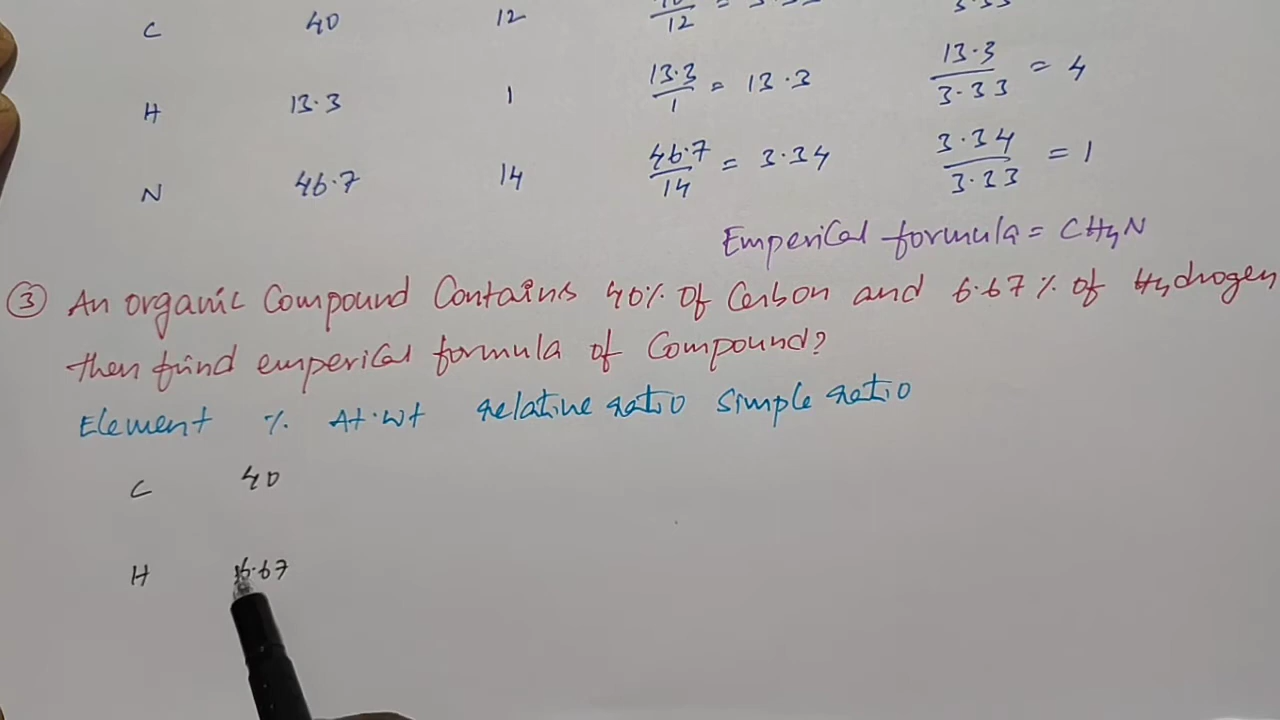 C 40 12 12 = 3.33
H 13.3 1 13.3/1 = 13.3 13.3/3.33 = 4
N 46.7 14 46.7/14 = 3.34 3.34/3.33 = 1
Emperical formula = CH4N
③ An organic Compound Contains 40% Of Carbon and 6.67% of Hydrogen,
then find emperical formula of Compound?
Element % At.wt relative ratio Simple ratio
C 40
H 6.67